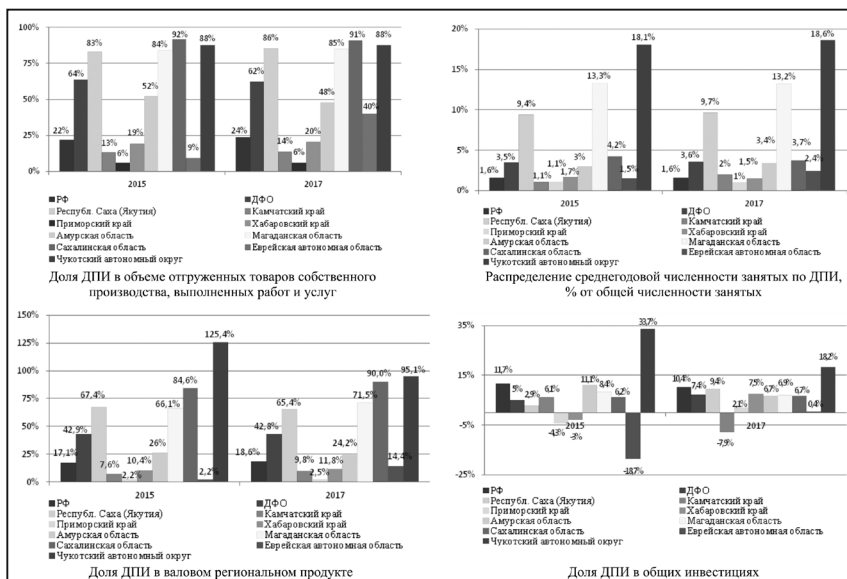 100%
75%
50%
25%
0%
22%
64%
83%
13%
6%
19%
52%
84%
92%
9%
88%
24%
62%
86%
14%
6%
20%
48%
85%
91%
40%
88%
2015
2017
РФ
ДФО
Республ. Саха (Якутия)
Камчатский край
Приморский край
Хабаровский край
Амурская область
Магаданская область
Сахалинская область
Еврейская автономная область
Чукотский автономный округ
Доля ДПИ в объеме отгруженных товаров собственного
производства, выполненных работ и услуг
20%
15%
10%
5%
0%
1,6%
3,5%
9,4%
1,1%
1,1%
1,7%
3%
13,3%
4,2%
1,5%
18,1%
1,6%
3,6%
9,7%
2%
1%
1,5%
3,4%
13,2%
3,7%
2,4%
18,6%
2015
2017
РФ
ДФО
Республ. Саха (Якутия)
Камчатский край
Приморский край
Хабаровский край
Амурская область
Магаданская область
Сахалинская область
Еврейская автономная область
Чукотский автономный округ
Распределение среднегодовой численности занятых по ДПИ,
% от общей численности занятых
150%
125%
100%
75%
50%
25%
0%
17,1%
42,9%
67,4%
7,6%
2,2%
10,4%
26%
66,1%
84,6%
2,2%
125,4%
18,6%
42,8%
65,4%
9,8%
2,5%
11,8%
24,2%
71,5%
90,0%
14,4%
95,1%
2015
2017
РФ
ДФО
Республ. Саха (Якутия)
Камчатский край
Приморский край
Хабаровский край
Амурская область
Магаданская область
Сахалинская область
Еврейская автономная область
Чукотский автономный округ
Доля ДПИ в валовом региональном продукте
35%
15%
-5%
-25%
11,7%
5%
2,9%
6,1%
-4,3%
-3%
11,1%
8,4%
6,2%
-18,7%
33,7%
10,4%
7,4%
9,4%
-7,9%
2,1%
7,5%
6,7%
6,9%
6,7%
0,4%
18,2%
2015
2017
РФ
ДФО
Республ. Саха (Якутия)
Камчатский край
Приморский край
Хабаровский край
Амурская область
Магаданская область
Сахалинская область
Еврейская автономная область
Чукотский автономный округ
Доля ДПИ в общих инвестициях